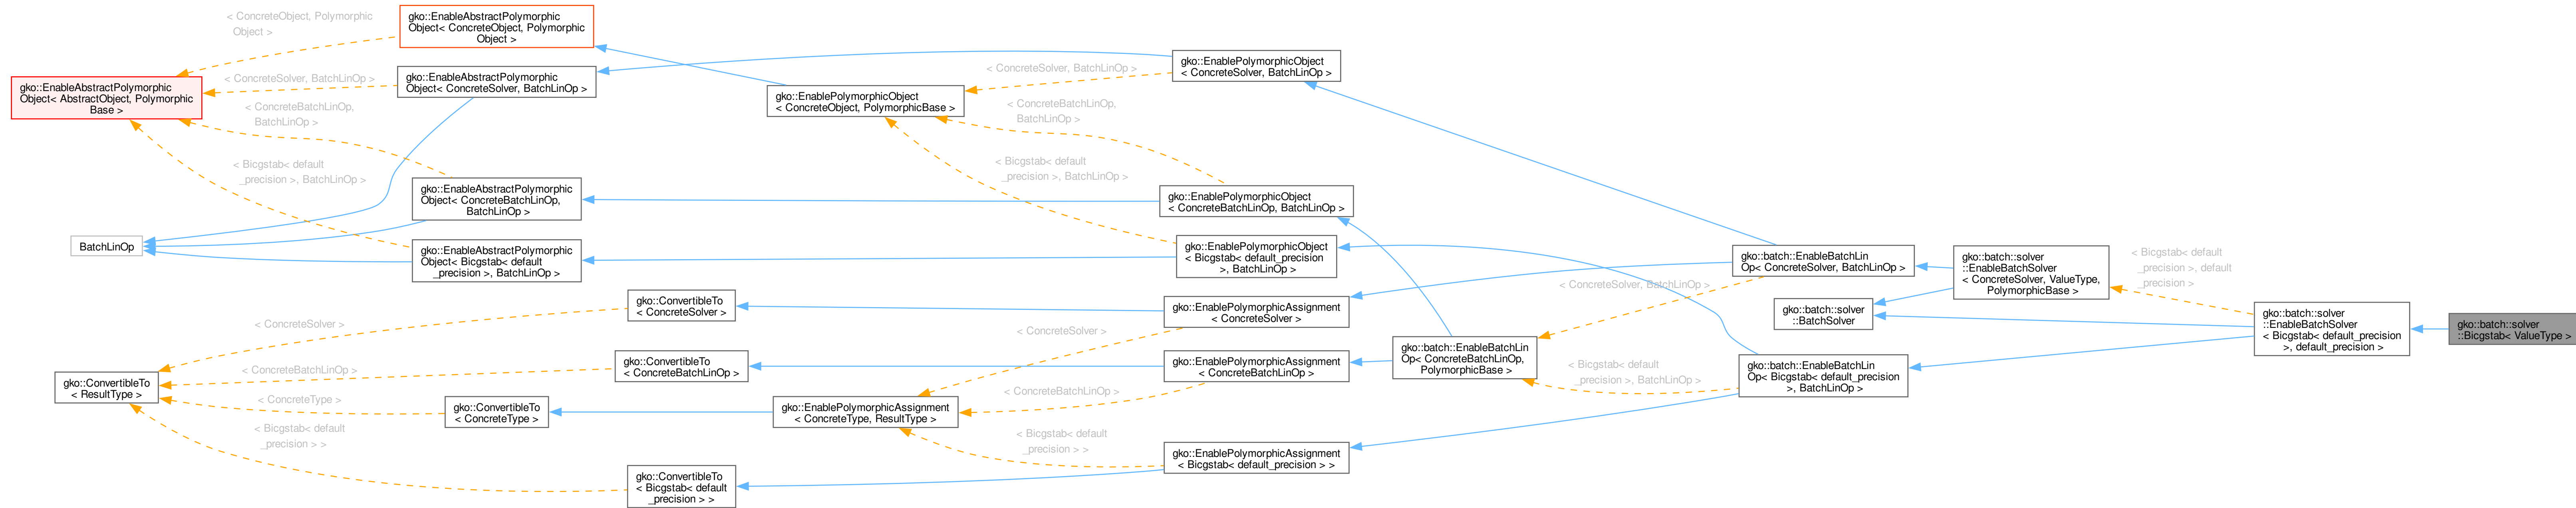 gko::EnableAbstractPolymorphic
Object< AbstractObject, Polymorphic
Base >
BatchLinOp
gko::ConvertibleTo
< ResultType >
< ConcreteObject, Polymorphic
Object >
< ConcreteSolver, BatchLinOp >
< ConcreteBatchLinOp,
BatchLinOp >
< Bicgstab< default
_precision >, BatchLinOp >
< ConcreteSolver >
< ConcreteBatchLinOp >
< ConcreteType >
< Bicgstab< default
_precision > >
gko::EnableAbstractPolymorphic
Object< ConcreteObject, Polymorphic
Object >
gko::EnableAbstractPolymorphic
Object< ConcreteSolver, BatchLinOp >
gko::EnableAbstractPolymorphic
Object< ConcreteBatchLinOp,
BatchLinOp >
gko::EnableAbstractPolymorphic
Object< Bicgstab< default
_precision >, BatchLinOp >
gko::ConvertibleTo
< ConcreteSolver >
gko::ConvertibleTo
< ConcreteBatchLinOp >
gko::ConvertibleTo
< ConcreteType >
gko::ConvertibleTo
< Bicgstab< default
_precision > >
gko::EnablePolymorphicObject
< ConcreteObject, PolymorphicBase >
gko::EnablePolymorphicAssignment
< ConcreteType, ResultType >
< ConcreteSolver, BatchLinOp >
< ConcreteBatchLinOp,
BatchLinOp >
< Bicgstab< default
_precision >, BatchLinOp >
< ConcreteSolver >
< ConcreteBatchLinOp >
< Bicgstab< default
_precision > >
gko::EnablePolymorphicObject
< ConcreteSolver, BatchLinOp >
gko::EnablePolymorphicObject
< ConcreteBatchLinOp, BatchLinOp >
gko::EnablePolymorphicObject
< Bicgstab< default_precision
>, BatchLinOp >
gko::EnablePolymorphicAssignment
< ConcreteSolver >
gko::EnablePolymorphicAssignment
< ConcreteBatchLinOp >
gko::EnablePolymorphicAssignment
< Bicgstab< default_precision > >
gko::batch::EnableBatchLin
Op< ConcreteBatchLinOp,
PolymorphicBase >
< ConcreteSolver, BatchLinOp >
< Bicgstab< default
_precision >, BatchLinOp >
gko::batch::EnableBatchLin
Op< ConcreteSolver, BatchLinOp >
gko::batch::solver
::BatchSolver
gko::batch::EnableBatchLin
Op< Bicgstab< default_precision
>, BatchLinOp >
gko::batch::solver
::EnableBatchSolver
< ConcreteSolver, ValueType,
PolymorphicBase >
< Bicgstab< default
_precision >, default
_precision >
gko::batch::solver
::EnableBatchSolver
< Bicgstab< default_precision
>, default_precision >
gko::batch::solver
::Bicgstab< ValueType >